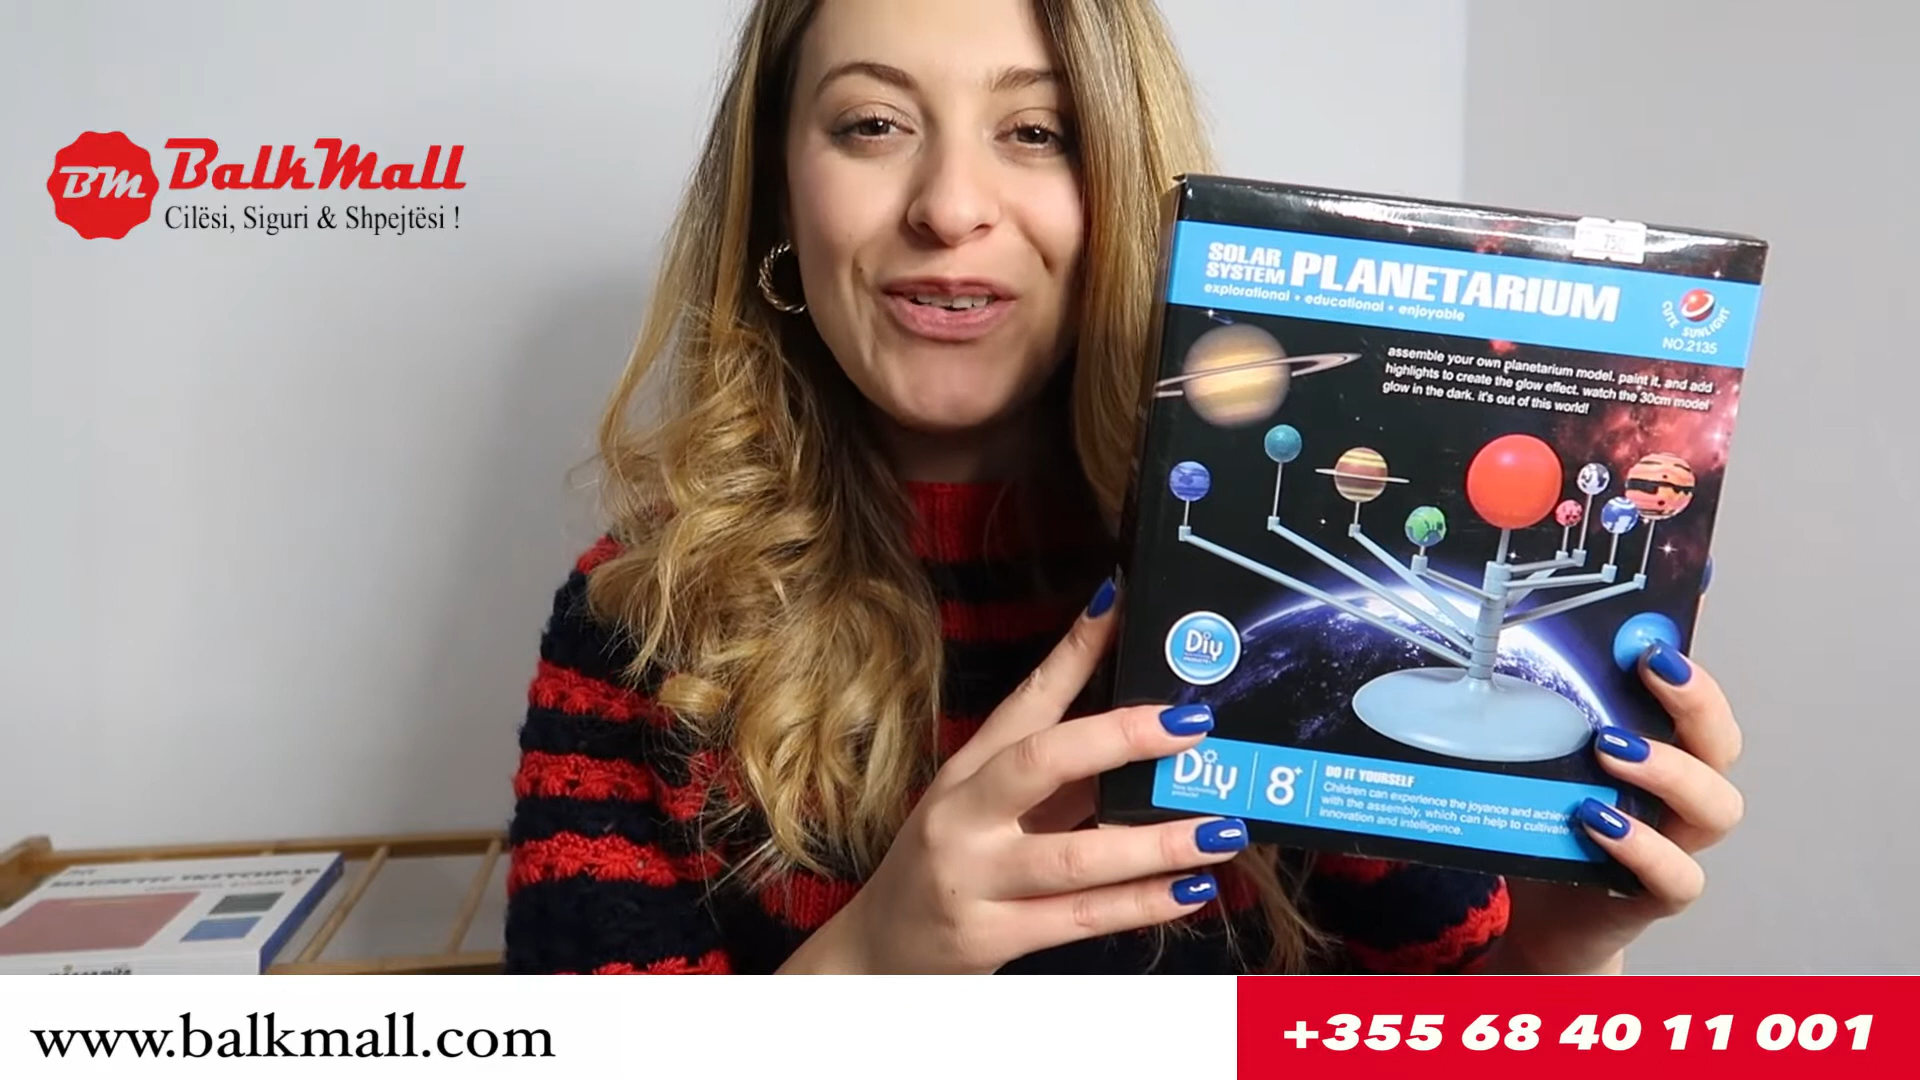 BM BalkMall
Cilësi, Siguri & Shpejtësi !
SOLAR
SYSTEM PLANETARIUM
explorational • educational • enjoyable
CUTE SUNLIGHT
NO.2135
assemble your own planetarium model. paint it, and add
highlights to create the glow effect. watch the 30cm model
glow in the dark. it's out of this world!
Diy
Diy
8+
DO IT YOURSELF
Children can experience the joyance and achieve
with the assembly, which can help to cultivate
innovation and intelligence.
MAGNETIC SKETCHPAD
www.balkmall.com
+355 68 40 11 001